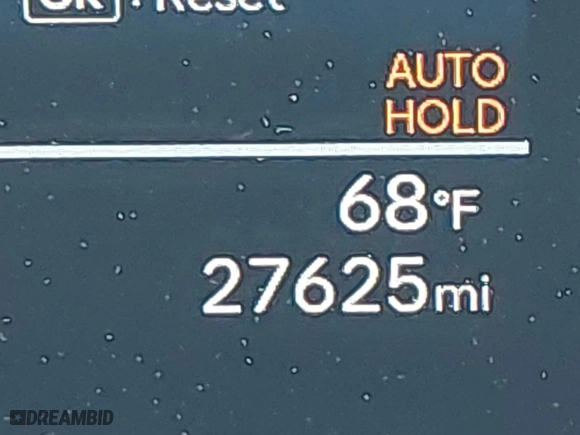 OK : Reset
AUTO
HOLD
68°F
27625mi
DREAMBID